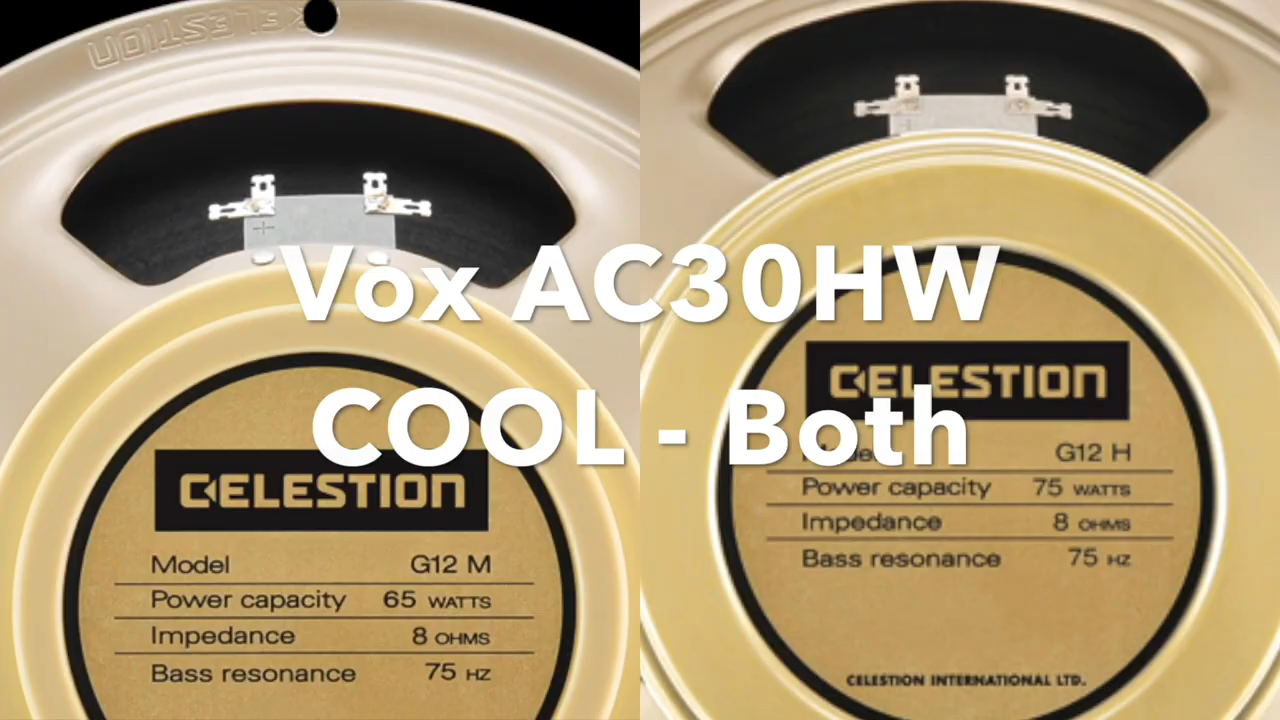 CELESTION
Vox AC30HW
COOL - Both
CELESTION
Model G12 M
Power capacity 65 WATTS
Impedance 8 OHMS
Bass resonance 75 HZ
CELESTION
Model G12 H
Power capacity 75 WATTS
Impedance 8 OHMS
Bass resonance 75 HZ
CELESTION INTERNATIONAL LTD.